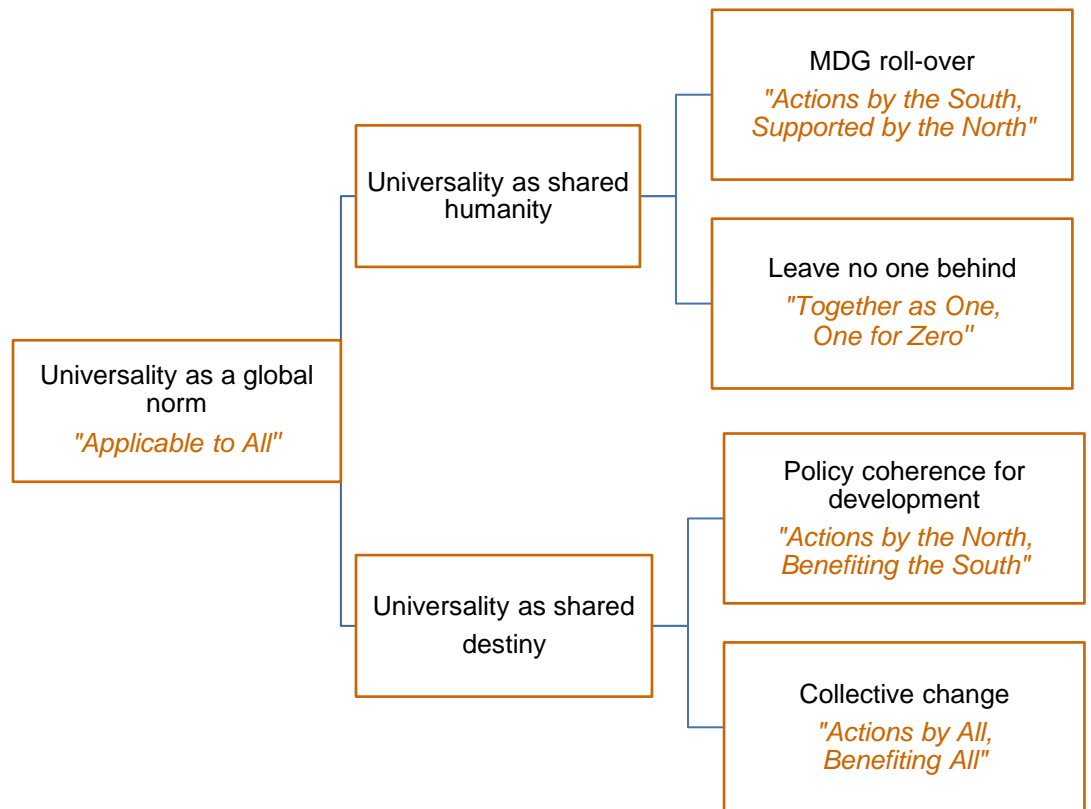 MDG roll-over
"Actions by the South,
Supported by the North"
Universality as shared
humanity
Leave no one behind
"Together as One,
One for Zero"
Universality as a global
norm
"Applicable to All"
Policy coherence for
development
"Actions by the North,
Benefiting the South"
Universality as shared
destiny
Collective change
"Actions by All,
Benefiting All"